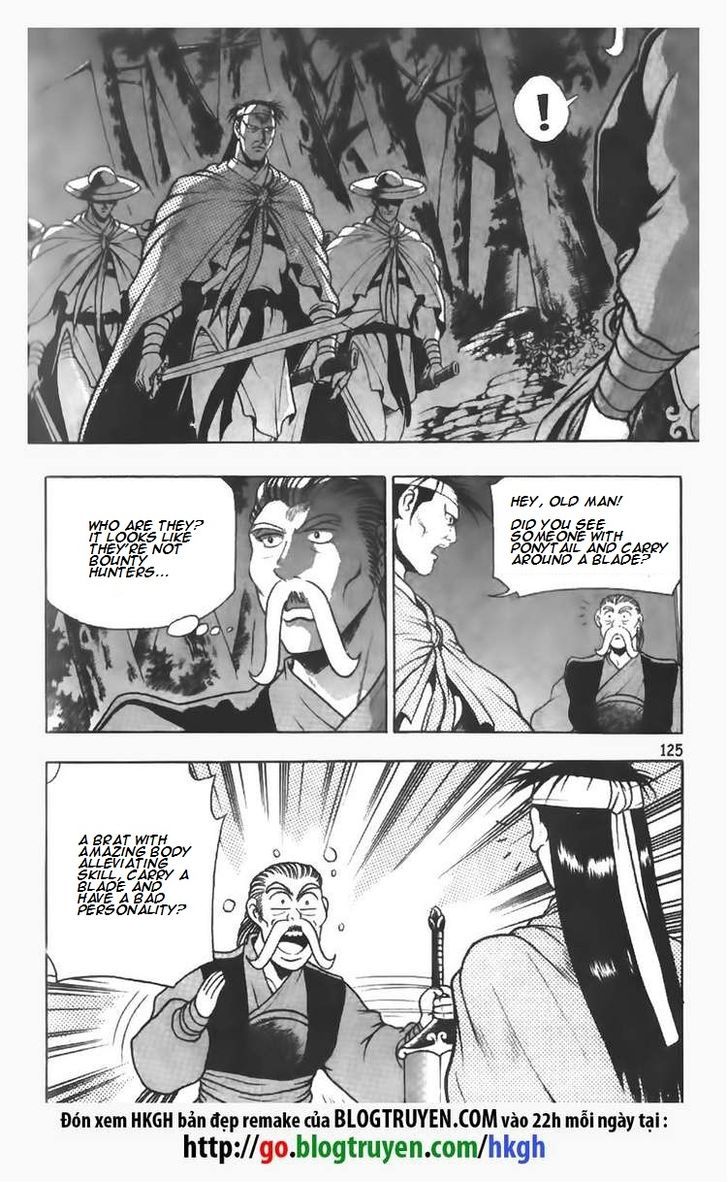 !
WHO ARE THEY?
IT LOOKS LIKE
THEY'RE NOT
BOUNTY
HUNTERS...
HEY, OLD MAN!
DID YOU SEE
SOMEONE WITH
PONYTAIL AND CARRY
AROUND A BLADE?
125
A BRAT WITH
AMAZING BODY
ALLEVIATING
SKILL, CARRY A
BLADE AND
HAVE A BAD
PERSONALITY?
Đón xem HKGH bản đẹp remake của BLOGTRUYEN.COM vào 22h mỗi ngày tại :
http://go.blogtruyen.com/hkgh